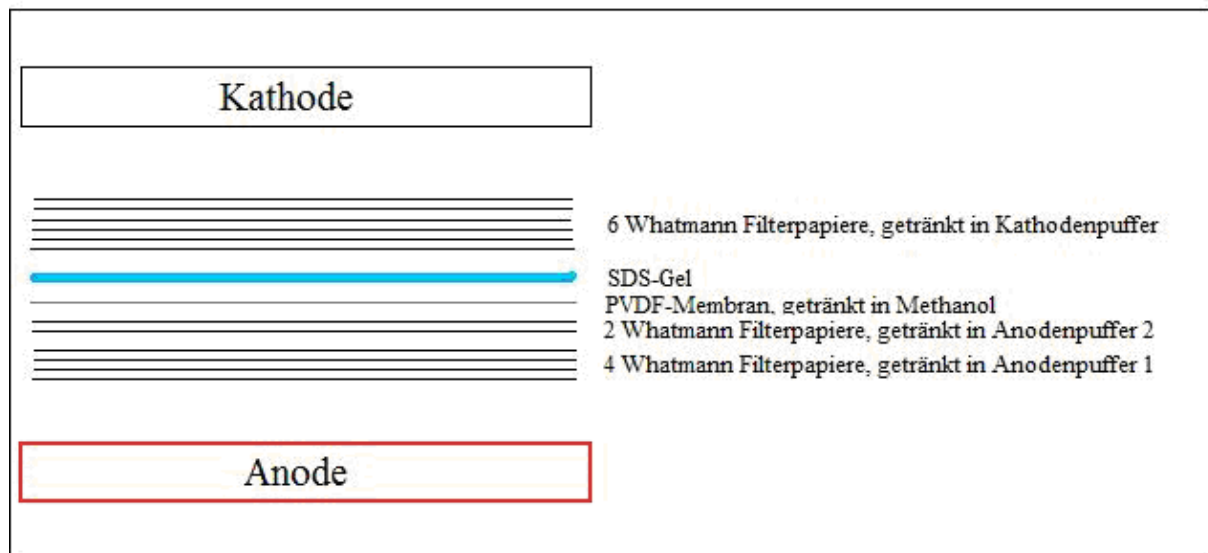 Kathode
6 Whatmann Filterpapiere, getränkt in Kathodenpuffer
SDS-Gel
PVDF-Membran, getränkt in Methanol
2 Whatmann Filterpapiere, getränkt in Anodenpuffer 2
4 Whatmann Filterpapiere, getränkt in Anodenpuffer 1
Anode